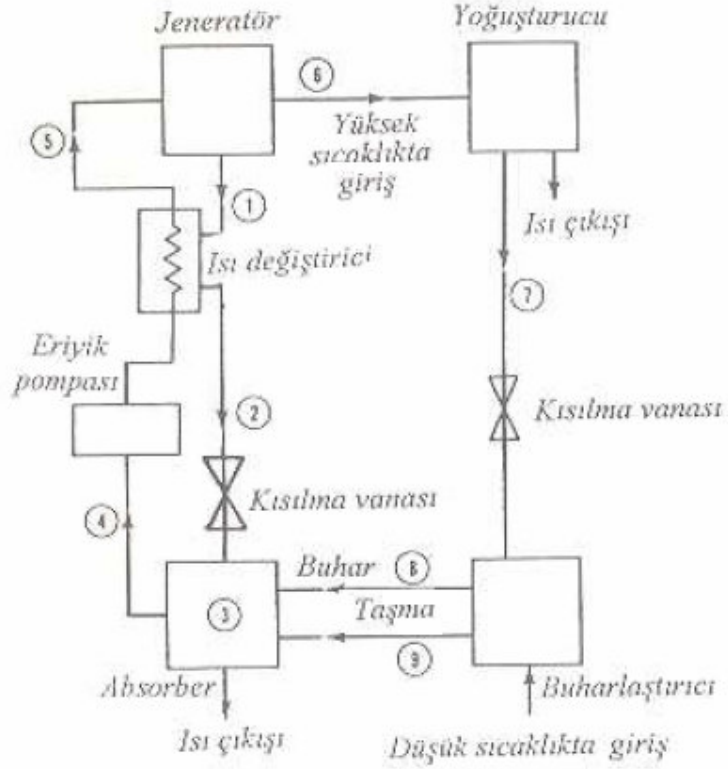 Jeneratör
Yoğuşturucu
6
Yüksek
sıcaklıkta
giriş
5
1
Isı çıkışı
Isı değiştirici
7
Eriyik
pompası
2
Kısılma vanası
Kısılma vanası
4
Buhar
8
3
Taşma
9
Absorber
Buharlaştırıcı
Isı çıkışı
Düşük sıcaklıkta giriş